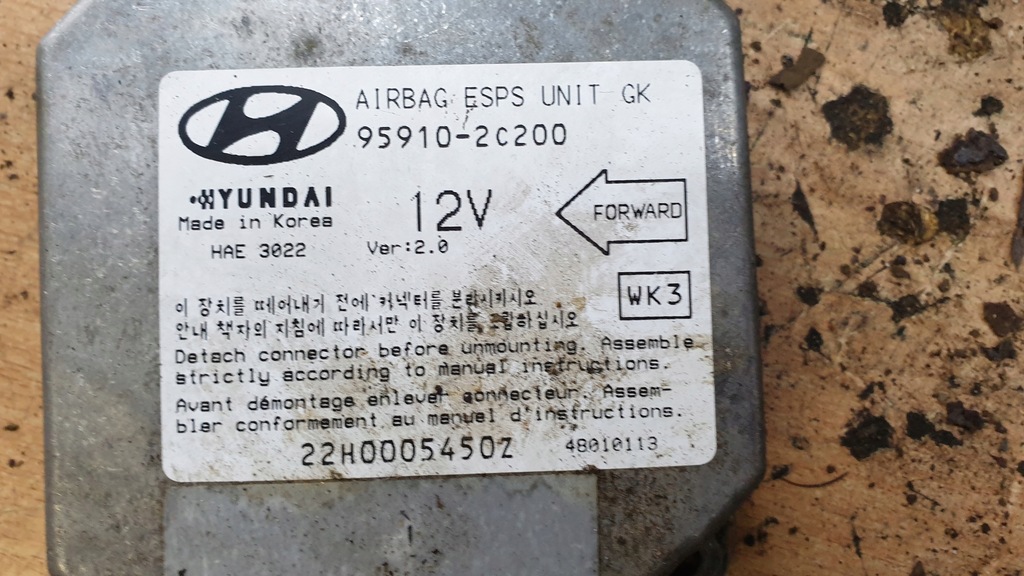 AIRBAG ESPS UNIT GK
95910-2C200
HYUNDAI
Made in Korea
12V
FORWARD
HAE 3022
Ver:2.0
WK3
이 장치를 떼어내기 전에 커넥터를 분리시키시오
안내 책자의 지침에 따라서만 이 장치를 조립하십시오
Detach connector before unmounting. Assemble
strictly according to manual instructions.
Avant démontage enlever connecteur. Assem-
bler conformement au manuel d'instructions.
22H0005450Z
48010113